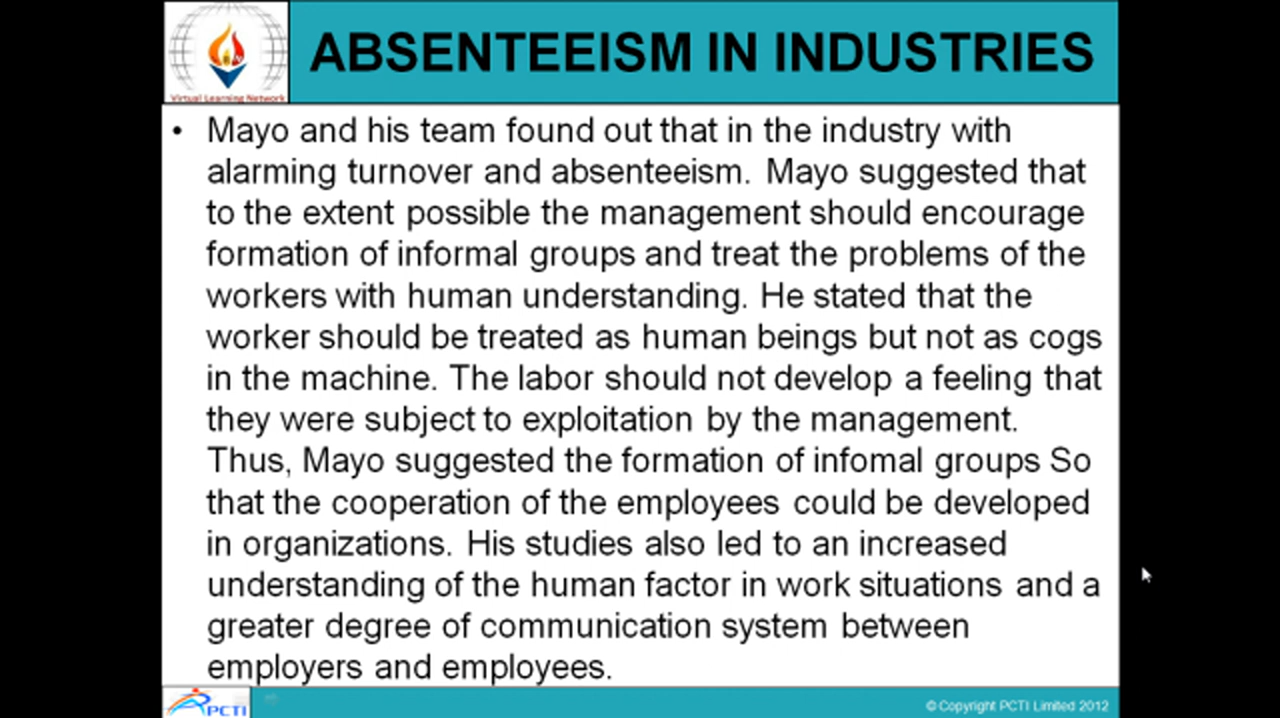 ABSENTEEISM IN INDUSTRIES
Virtual Learning Network
• Mayo and his team found out that in the industry with
alarming turnover and absenteeism. Mayo suggested that
to the extent possible the management should encourage
formation of informal groups and treat the problems of the
workers with human understanding. He stated that the
worker should be treated as human beings but not as cogs
in the machine. The labor should not develop a feeling that
they were subject to exploitation by the management.
Thus, Mayo suggested the formation of infomal groups So
that the cooperation of the employees could be developed
in organizations. His studies also led to an increased
understanding of the human factor in work situations and a
greater degree of communication system between
employers and employees.
PCTI
© Copyright PCTI Limited 2012